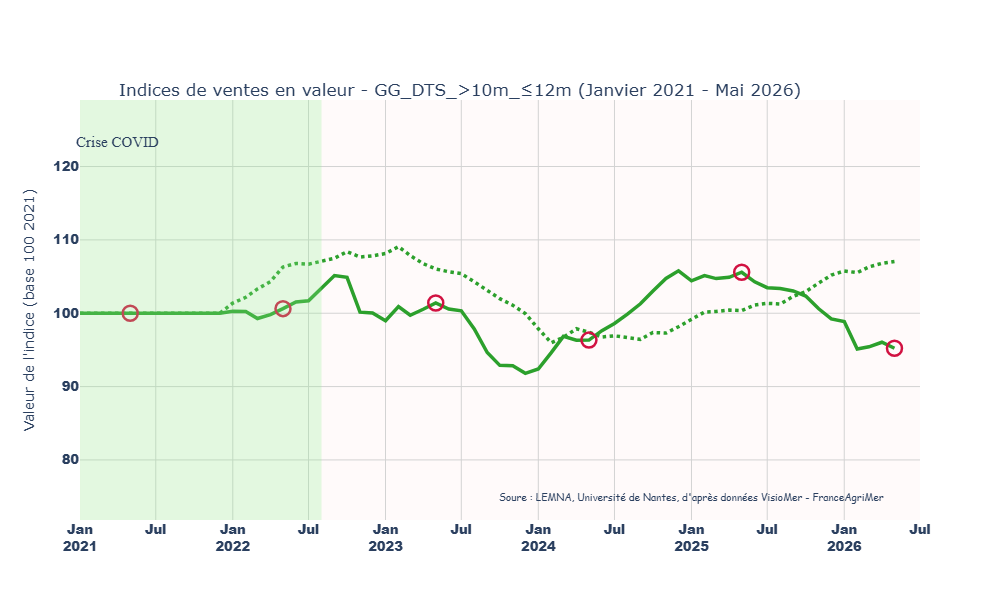 Indices de ventes en valeur - GG_DTS_>10m_≤12m (Janvier 2021 - Mai 2026)
Crise COVID
Valeur de l'indice (base 100 2021)
120
110
100
90
80
Soure : LEMNA, Université de Nantes, d'après données VisioMer - FranceAgriMer
Jan Jul Jan Jul Jan Jul Jan Jul Jan Jul Jan Jul
2021 2022 2023 2024 2025 2026